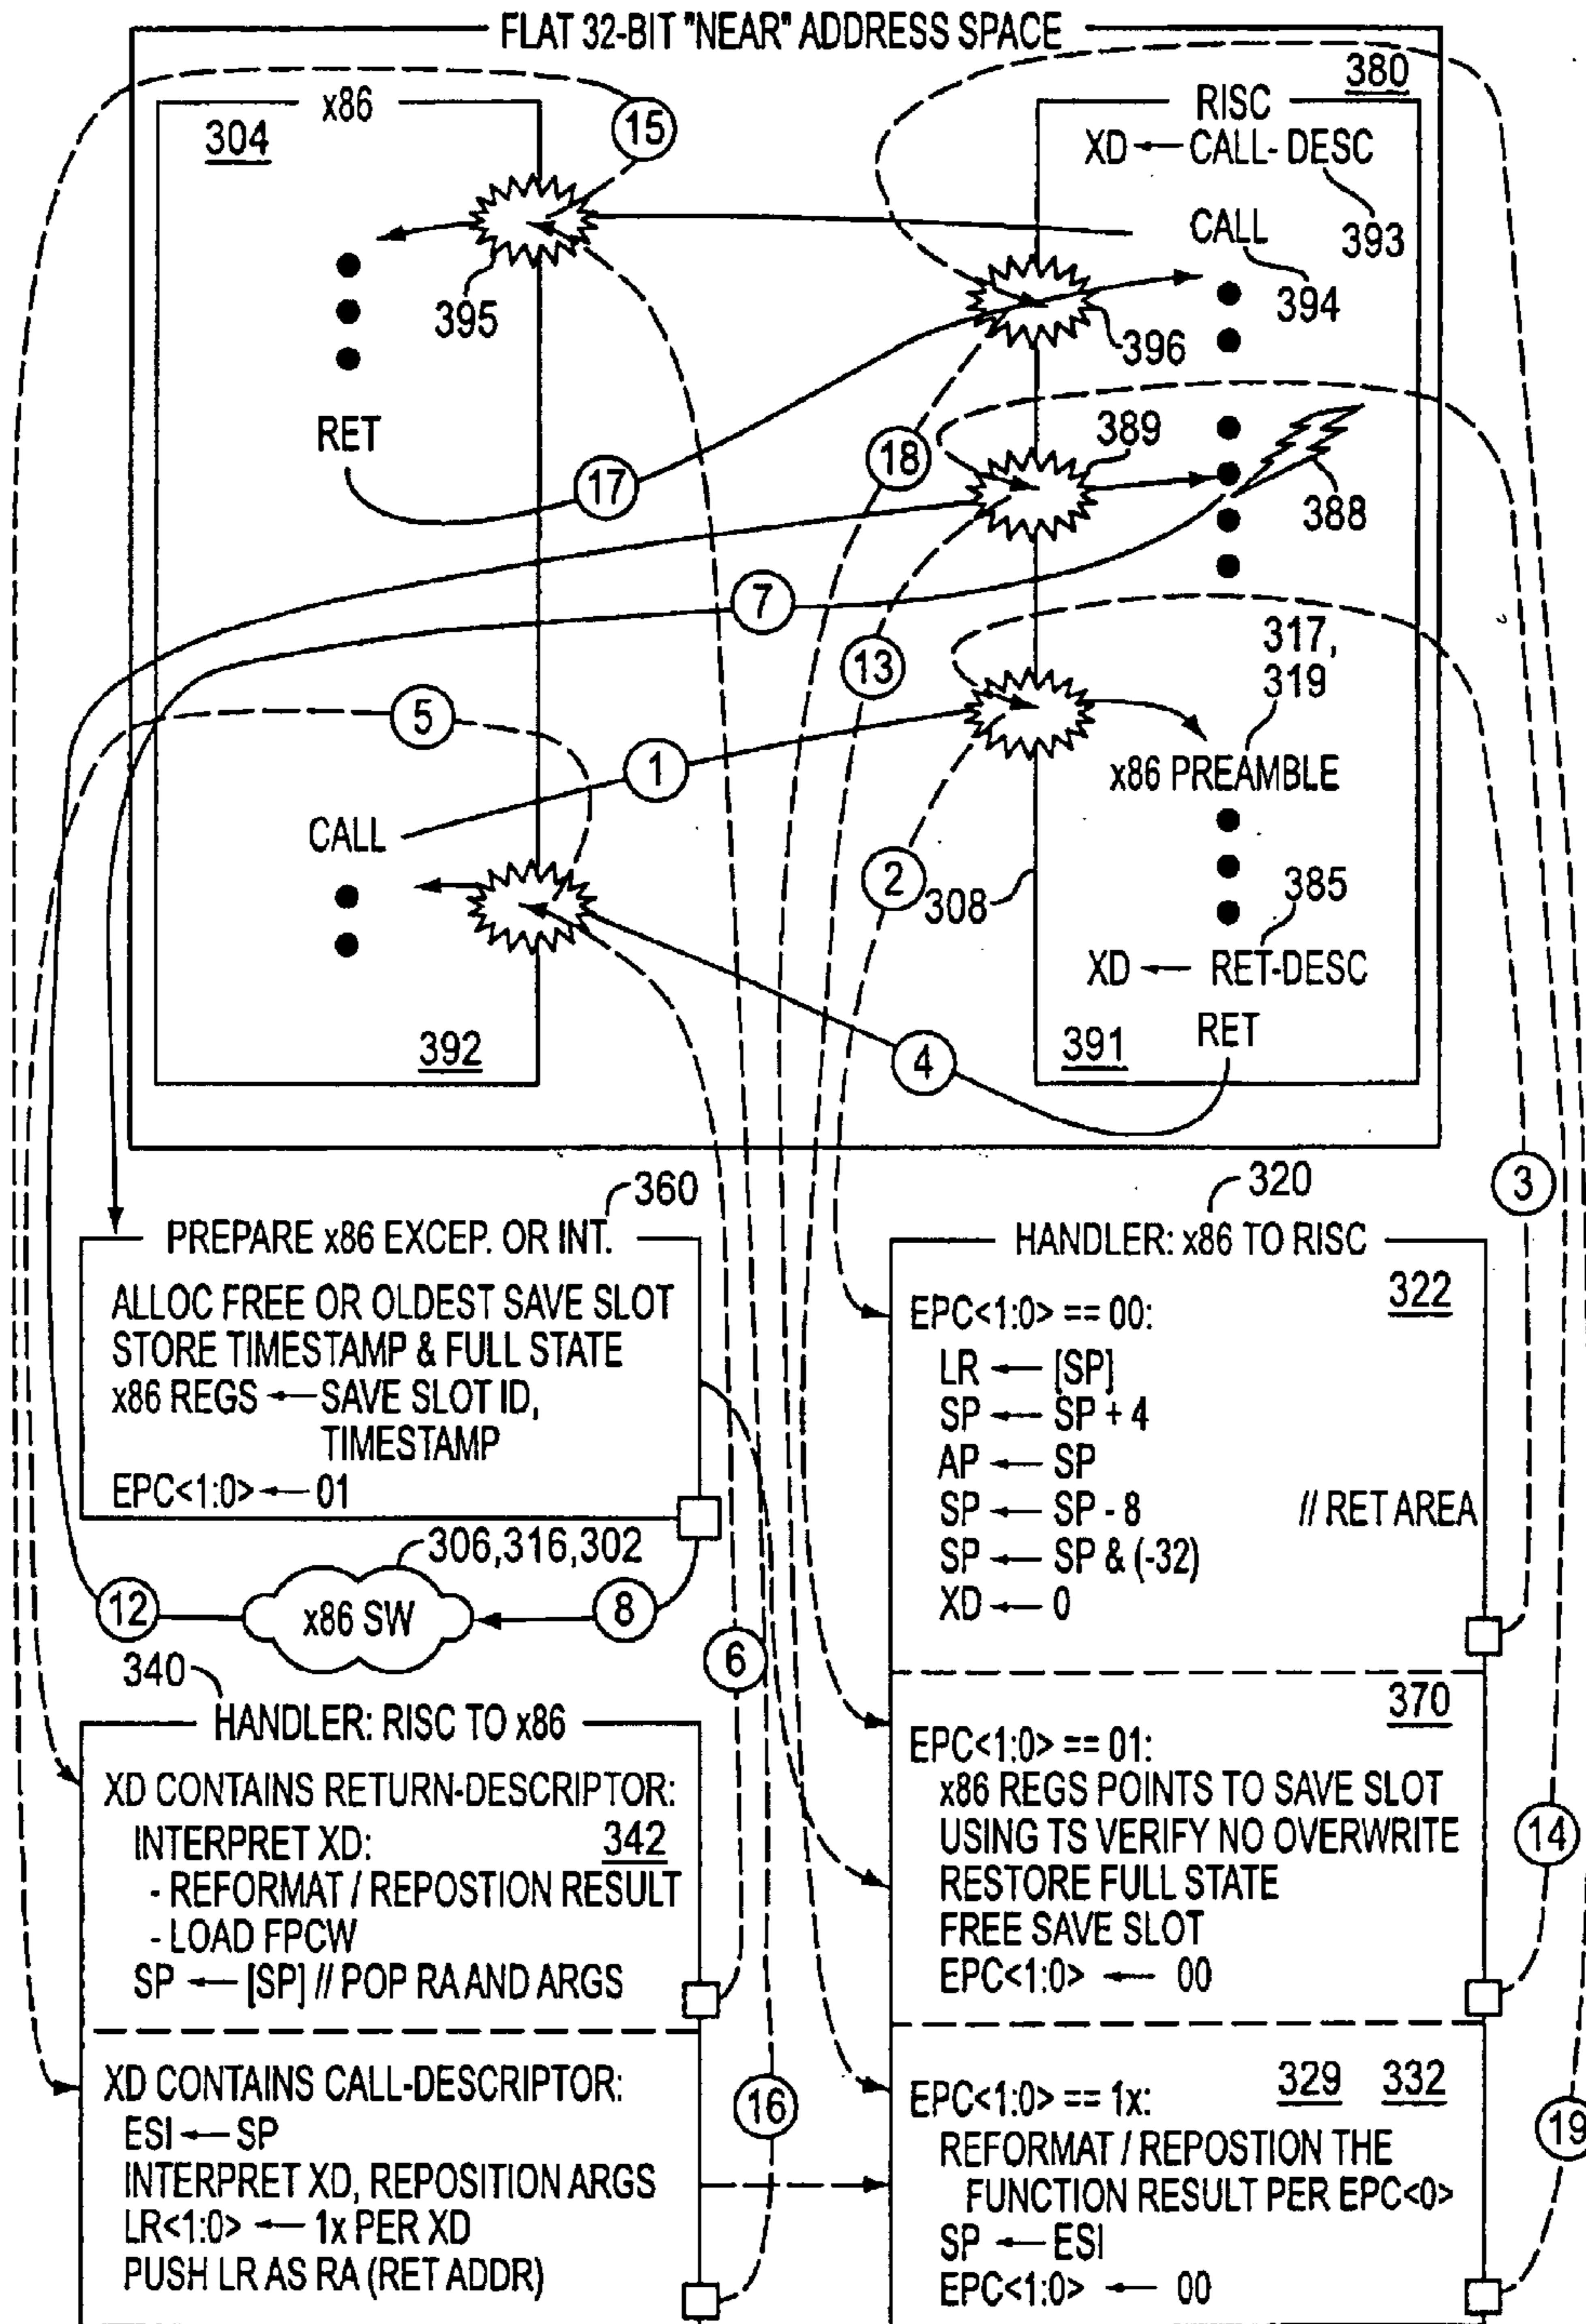 FLAT 32-BIT "NEAR" ADDRESS SPACE
380
x86
RISC
304
15
XD ← CALL- DESC
CALL
393
395
394
396
RET
389
17
18
388
7
317,
319
13
5
1
x86 PREAMBLE
CALL
2
308
385
XD ← RET-DESC
RET
392
4
391
360
320
3
PREPARE x86 EXCEP. OR INT.
ALLOC FREE OR OLDEST SAVE SLOT
STORE TIMESTAMP & FULL STATE
x86 REGS ← SAVE SLOT ID,
TIMESTAMP
EPC<1:0> ← 01
HANDLER: x86 TO RISC
322
EPC<1:0> == 00:
LR ← [SP]
SP ← SP + 4
AP ← SP
SP ← SP - 8 // RET AREA
SP ← SP & (-32)
XD ← 0
306,316,302
12
x86 SW
8
6
340
HANDLER: RISC TO x86
XD CONTAINS RETURN-DESCRIPTOR:
INTERPRET XD: 342
- REFORMAT / REPOSTION RESULT
- LOAD FPCW
SP ← [SP] // POP RA AND ARGS
370
EPC<1:0> == 01:
x86 REGS POINTS TO SAVE SLOT
USING TS VERIFY NO OVERWRITE
RESTORE FULL STATE
FREE SAVE SLOT
EPC<1:0> ← 00
14
XD CONTAINS CALL-DESCRIPTOR:
ESI ← SP
INTERPRET XD, REPOSITION ARGS
LR<1:0> ← 1x PER XD
PUSH LR AS RA (RET ADDR)
16
EPC<1:0> == 1x: 329 332
REFORMAT / REPOSTION THE
FUNCTION RESULT PER EPC<0>
SP ← ESI
EPC<1:0> ← 00
19